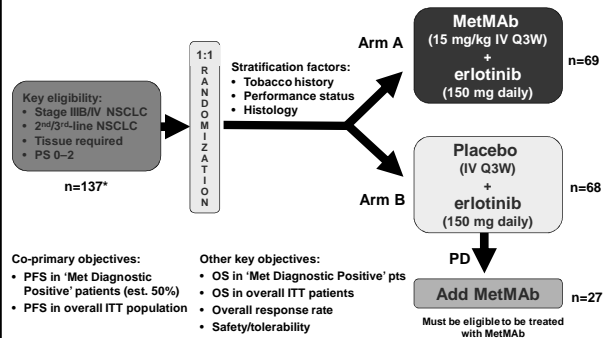 Key eligibility:
• Stage IIIB/IV NSCLC
• 2nd/3rd-line NSCLC
• Tissue required
• PS 0–2
n=137*
1:1
RANDOMIZATION
Stratification factors:
• Tobacco history
• Performance status
• Histology
Arm A
MetMAb
(15 mg/kg IV Q3W)
+
erlotinib
(150 mg daily)
n=69
Arm B
Placebo
(IV Q3W)
+
erlotinib
(150 mg daily)
n=68
PD
Add MetMAb
n=27
Must be eligible to be treated
with MetMAb
Co-primary objectives:
• PFS in ‘Met Diagnostic
Positive’ patients (est. 50%)
• PFS in overall ITT population
Other key objectives:
• OS in ‘Met Diagnostic Positive’ pts
• OS in overall ITT patients
• Overall response rate
• Safety/tolerability